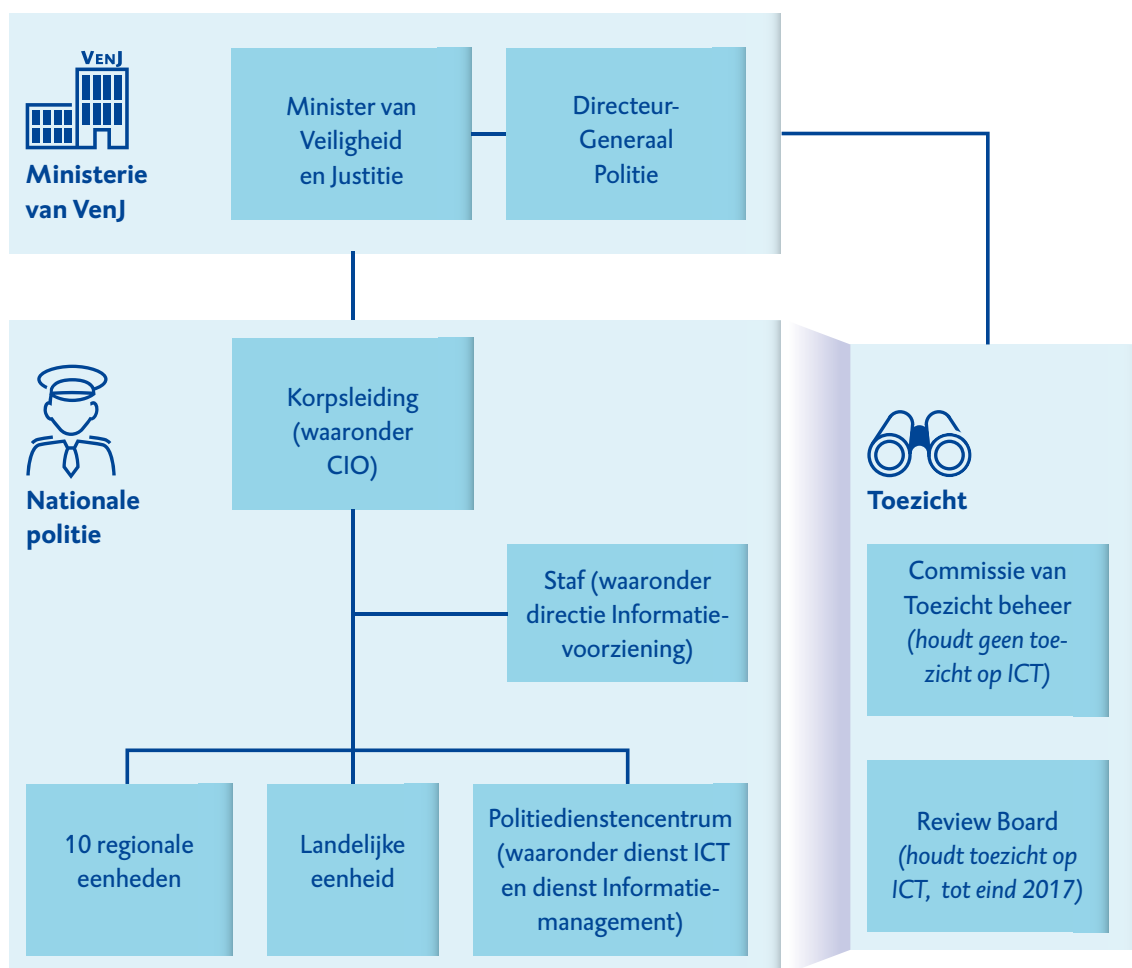 VENJ
Ministerie
van VenJ
Minister van
Veiligheid
en Justitie
Directeur-
Generaal
Politie
Nationale
politie
Korpsleiding
(waaronder
CIO)
Staf (waaronder
directie Informatie-
voorziening)
10 regionale
eenheden
Landelijke
eenheid
Politiedienstencentrum
(waaronder dienst ICT
en dienst Informatie-
management)
Toezicht
Commissie van
Toezicht beheer
(houdt geen toe-
zicht op ICT)
Review Board
(houdt toezicht op
ICT, tot eind 2017)